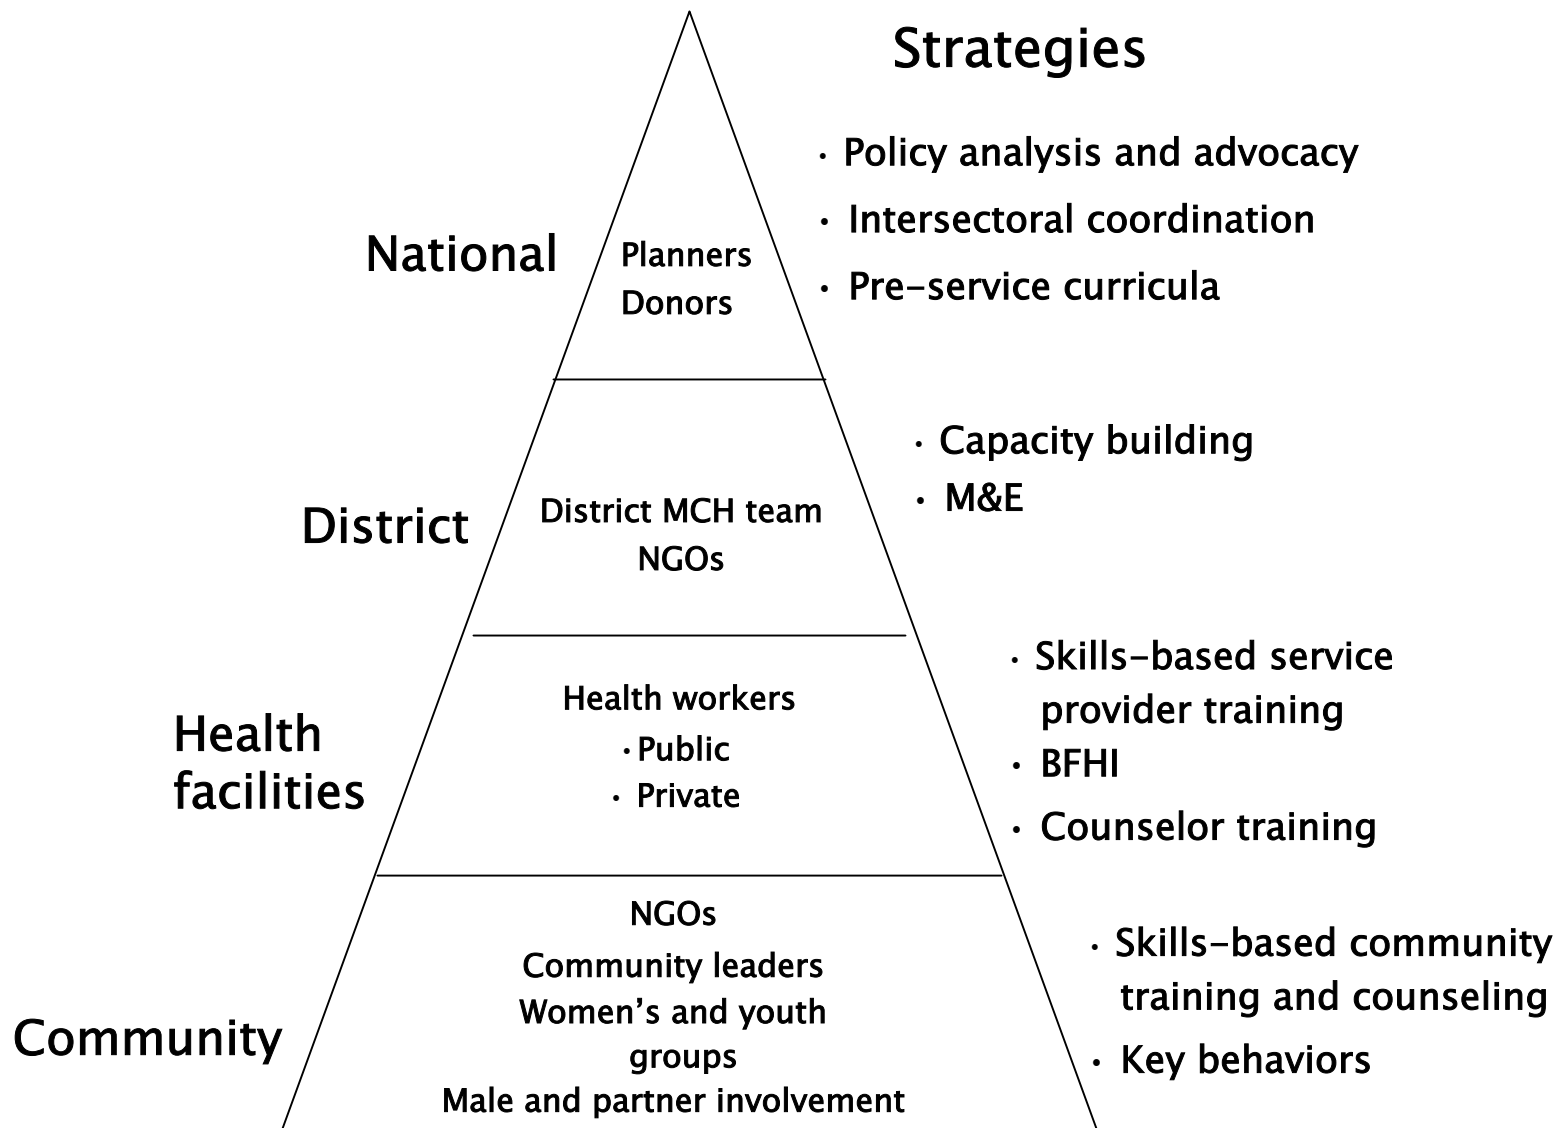 Strategies
• Policy analysis and advocacy
• Intersectoral coordination
• Pre-service curricula
National
Planners
Donors
• Capacity building
• M&E
District
District MCH team
NGOs
• Skills-based service
provider training
• BFHI
• Counselor training
Health
facilities
Health workers
• Public
• Private
NGOs
Community leaders
Women’s and youth
groups
Male and partner involvement
Community
• Skills-based community
training and counseling
• Key behaviors